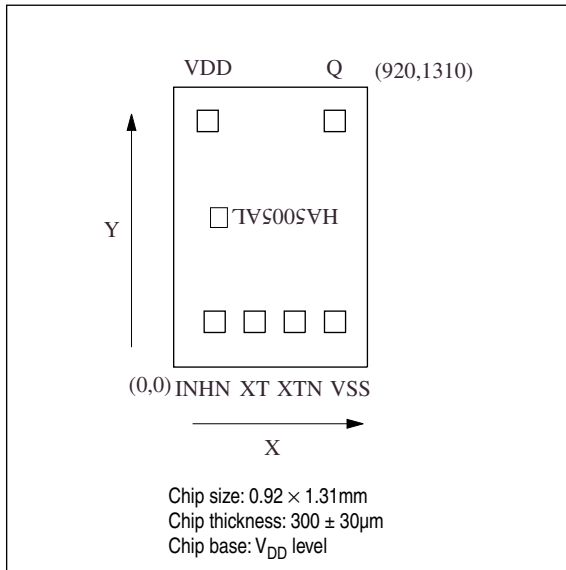 VDD Q (920,1310)
HA5005AL
Y
(0,0) INHN XT XTN VSS
X
Chip size: 0.92 × 1.31mm
Chip thickness: 300 ± 30µm
Chip base: VDD level